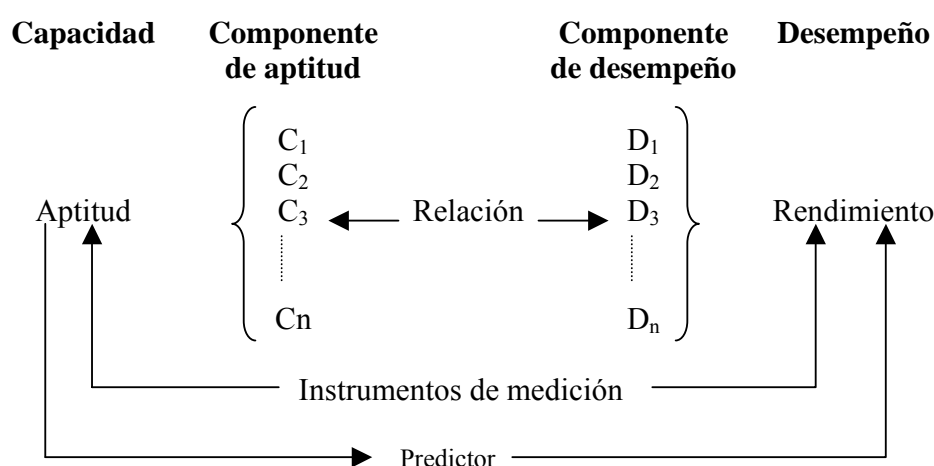 Capacidad Componente de aptitud Componente de desempeño Desempeño
C₁ D₁
C₂ D₂
Aptitud C₃ Relación D₃ Rendimiento
Cn Dₙ
Instrumentos de medición
Predictor